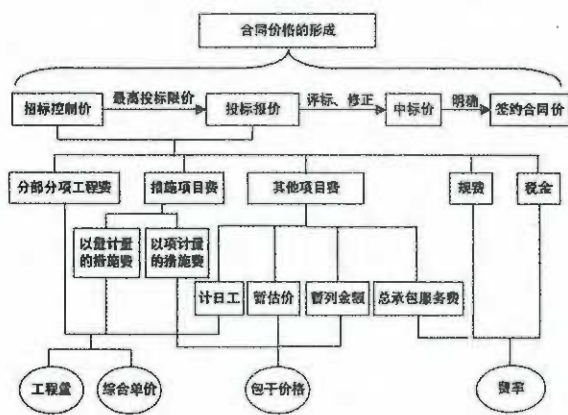 合同价格的形成
招标控制价
最高投标限价
投标报价
评标、修正
中标价
明确
签约合同价
分部分项工程费
措施项目费
其他项目费
规费
税金
以量计量
的措施费
以项计量
的措施费
计日工
暂估价
暂列金额
总承包服务费
工程量
综合单价
包干价格
费率